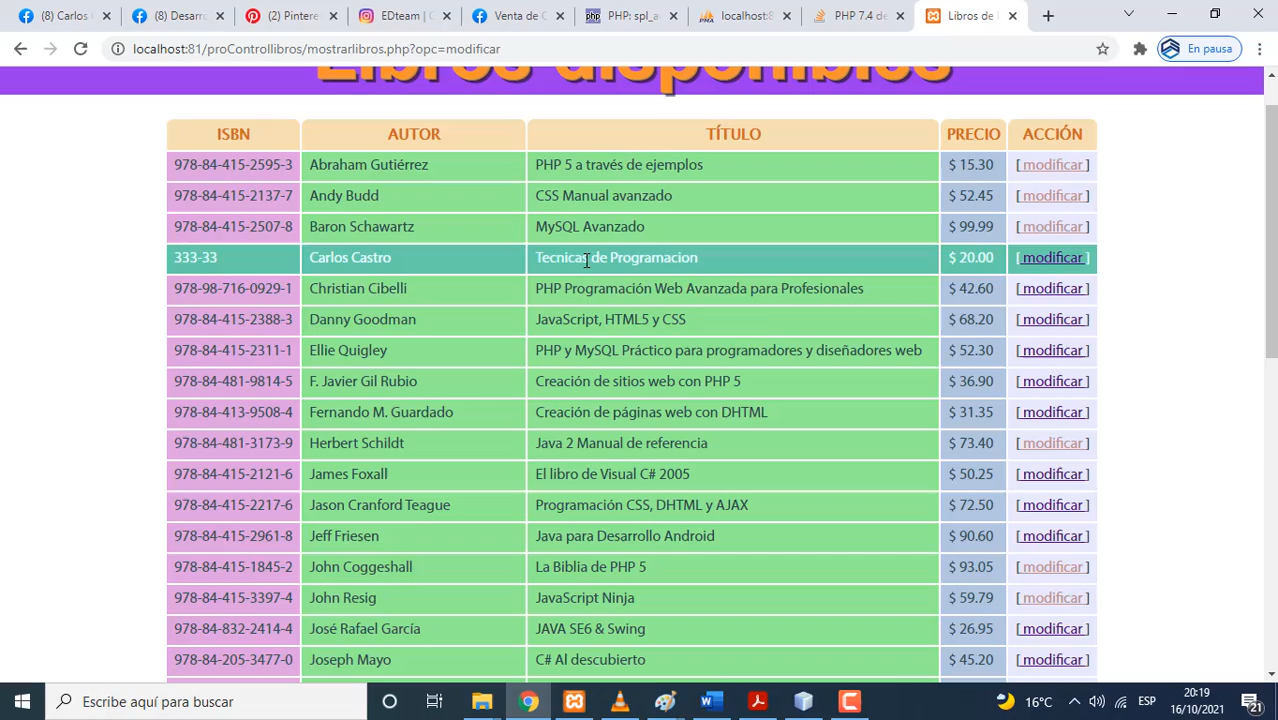 (8) Carlos
(8) Desarr
(2) Pintere
EDteam | C
Venta de C
PHP: spl_a
localhost:8
PHP 7.4 de
Libros de
localhost:81/proControllibros/mostrarlibros.php?opc=modificar
En pausa
Libros disponibles
ISBN AUTOR TÍTULO PRECIO ACCIÓN
978-84-415-2595-3 Abraham Gutiérrez PHP 5 a través de ejemplos $ 15.30 [ modificar ]
978-84-415-2137-7 Andy Budd CSS Manual avanzado $ 52.45 [ modificar ]
978-84-415-2507-8 Baron Schawartz MySQL Avanzado $ 99.99 [ modificar ]
333-33 Carlos Castro Tecnicas de Programacion $ 20.00 [ modificar ]
978-98-716-0929-1 Christian Cibelli PHP Programación Web Avanzada para Profesionales $ 42.60 [ modificar ]
978-84-415-2388-3 Danny Goodman JavaScript, HTML5 y CSS $ 68.20 [ modificar ]
978-84-415-2311-1 Ellie Quigley PHP y MySQL Práctico para programadores y diseñadores web $ 52.30 [ modificar ]
978-84-481-9814-5 F. Javier Gil Rubio Creación de sitios web con PHP 5 $ 36.90 [ modificar ]
978-84-413-9508-4 Fernando M. Guardado Creación de páginas web con DHTML $ 31.35 [ modificar ]
978-84-481-3173-9 Herbert Schildt Java 2 Manual de referencia $ 73.40 [ modificar ]
978-84-415-2121-6 James Foxall El libro de Visual C# 2005 $ 50.25 [ modificar ]
978-84-415-2217-6 Jason Cranford Teague Programación CSS, DHTML y AJAX $ 72.50 [ modificar ]
978-84-415-2961-8 Jeff Friesen Java para Desarrollo Android $ 90.60 [ modificar ]
978-84-415-1845-2 John Coggeshall La Biblia de PHP 5 $ 93.05 [ modificar ]
978-84-415-3397-4 John Resig JavaScript Ninja $ 59.79 [ modificar ]
978-84-832-2414-4 José Rafael García JAVA SE6 & Swing $ 26.95 [ modificar ]
978-84-205-3477-0 Joseph Mayo C# Al descubierto $ 45.20 [ modificar ]
Escribe aquí para buscar
16°C
ESP
20:19
16/10/2021
21